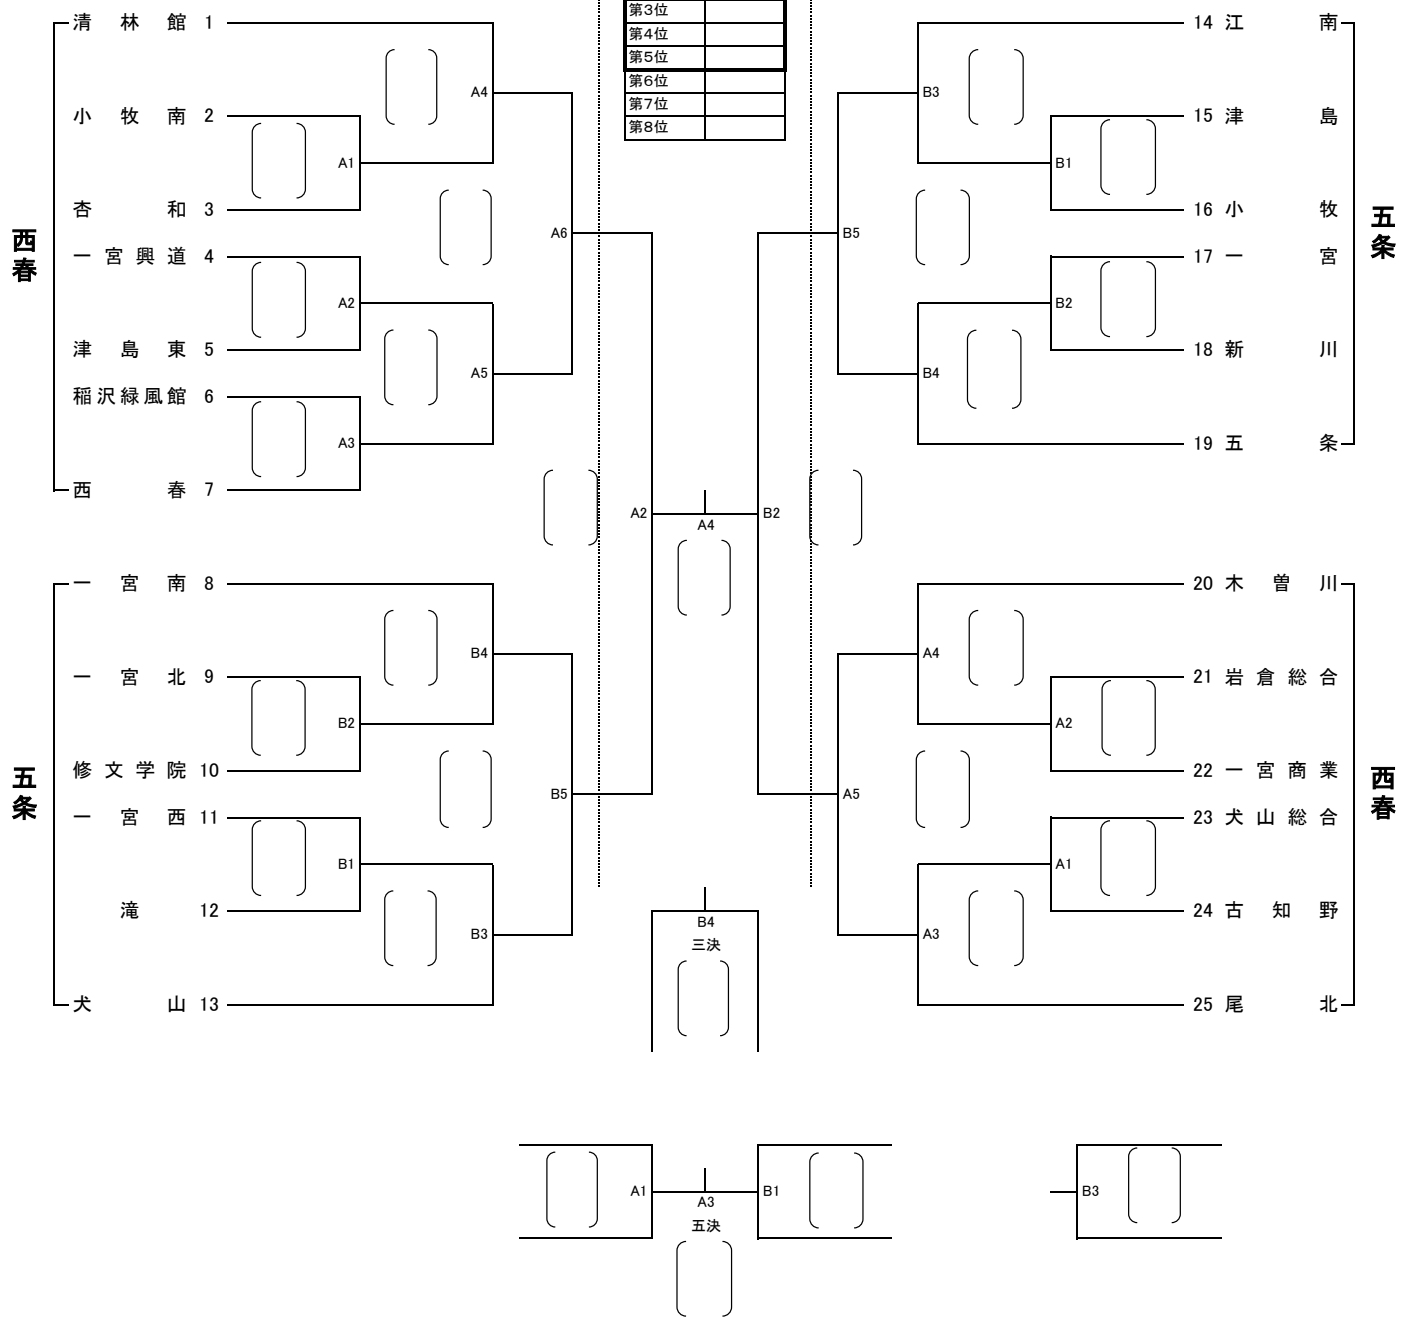 第3位
第4位
第5位
第6位
第7位
第8位
西春
清林館 1
小牧南 2
杏和 3
一宮興道 4
津島東 5
稲沢緑風館 6
西春 7
A1
A2
A3
A4
A5
A6
五条
一宮南 8
一宮北 9
修文学院 10
一宮西 11
滝 12
犬山 13
B2
B1
B4
B3
B5
A2
A4
B2
五条
14 江南
15 津島
16 小牧
17 一宮
18 新川
19 五条
B3
B1
B5
B2
B4
西春
20 木曽川
21 岩倉総合
22 一宮商業
23 犬山総合
24 古知野
25 尾北
A4
A2
A5
A1
A3
B4
三決
A1
A3
五決
B1
B3